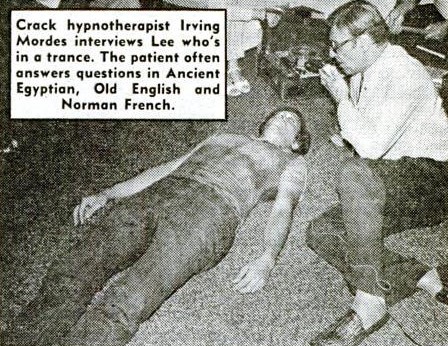 Crack hypnotherapist Irving
Mordes interviews Lee who's
in a trance. The patient often
answers questions in Ancient
Egyptian, Old English and
Norman French.